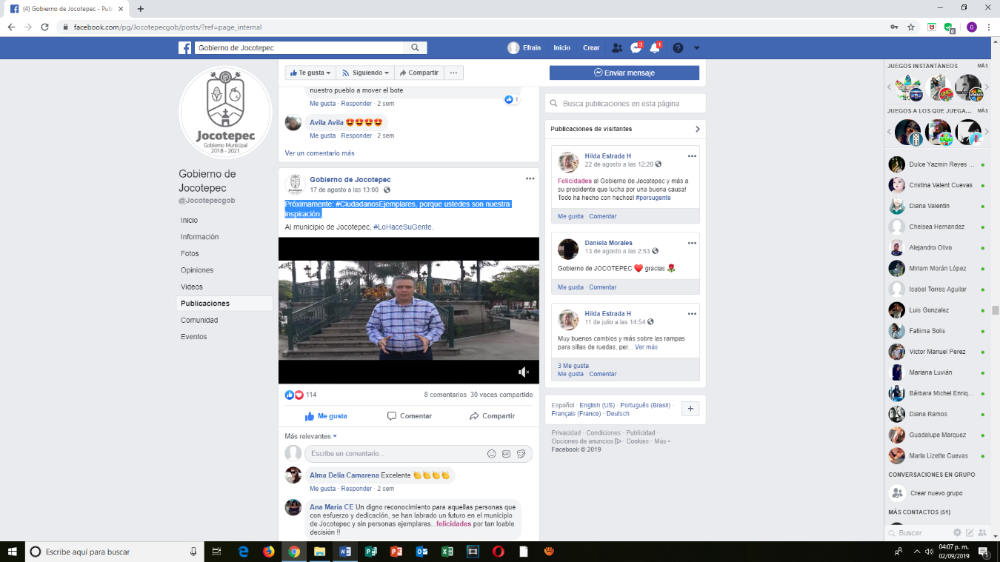 (4) Gobierno de Jocotepec - Publ
facebook.com/pg/Jocotepecgob/posts/?ref=page_internal
Gobierno de Jocotepec
Efrain
Inicio
Crear
3
1
Jocotepec
Gobierno Municipal
2018 - 2021
Gobierno de
Jocotepec
@Jocotepecgob
Inicio
Información
Fotos
Opiniones
Videos
Publicaciones
Comunidad
Eventos
Te gusta
Siguiendo
Compartir
nuestro pueblo a mover el bote
1
Me gusta · Responder · 2 sem
Avila Avila 🤩🤩🤩🤩
Me gusta · Responder · 2 sem
Ver un comentario más
Gobierno de Jocotepec
17 de agosto a las 13:00 ·
Próximamente: #CiudadanosEjemplares, porque ustedes son nuestra
inspiración.
Al municipio de Jocotepec, #LoHaceSuGente.
114
8 comentarios 30 veces compartido
Me gusta
Comentar
Compartir
Más relevantes
Escribe un comentario...
GIF
Alma Delia Camarena Excelente 👏👏👏👏
Me gusta · Responder · 2 sem
Ana María CE Un digno reconocimiento para aquellas personas que
con esfuerzo y dedicación, se han labrado un futuro en el municipio
de Jocotepec y sin personas ejemplares...felicidades por tan loable
decisión !!
Enviar mensaje
Busca publicaciones en esta página
Publicaciones de visitantes
Hilda Estrada H
22 de agosto a las 12:20 ·
Felicidades al Gobierno de Jocotepec y más a
su presidente que lucha por una buena causa!
Todo ha hecho con hechos! #porsugente
Me gusta · Comentar
Daniela Morales
13 de agosto a las 2:53 ·
Gobierno de JOCOTEPEC ❤️ gracias 🌹
Me gusta · Comentar
Hilda Estrada H
11 de julio a las 14:54 ·
Muy buenos cambios y más sobre las rampas
para sillas de ruedas, per... Ver más
3 Me gusta
Me gusta · Comentar
Español · English (US) · Português (Brasil) ·
Français (France) · Deutsch
Privacidad · Condiciones · Publicidad ·
Opciones de anuncios · Cookies · Más
Facebook © 2019
JUEGOS INSTANTÁNEOS MÁS
JUEGOS A LOS QUE JUEGA... MÁS
Dulce Yazmin Reyes ...
Cristina Valent Cuevas
Diana Valentin
Chelsea Hernandez
Alejandro Olivo
Miriam Morán López
Isabel Torres Aguilar
Luis Gonzalez
Fatiima Solis
Victor Manuel Perez
Mariana Luvián
Bárbara Michel Enriq...
Diana Ramos
Guadalupe Marquez
Marla Lizette Cuevas
CONVERSACIONES EN GRUPO
Crear nuevo grupo
MÁS CONTACTOS (51)
Buscar
Escribe aquí para buscar
04:07 p. m.
02/09/2019
1